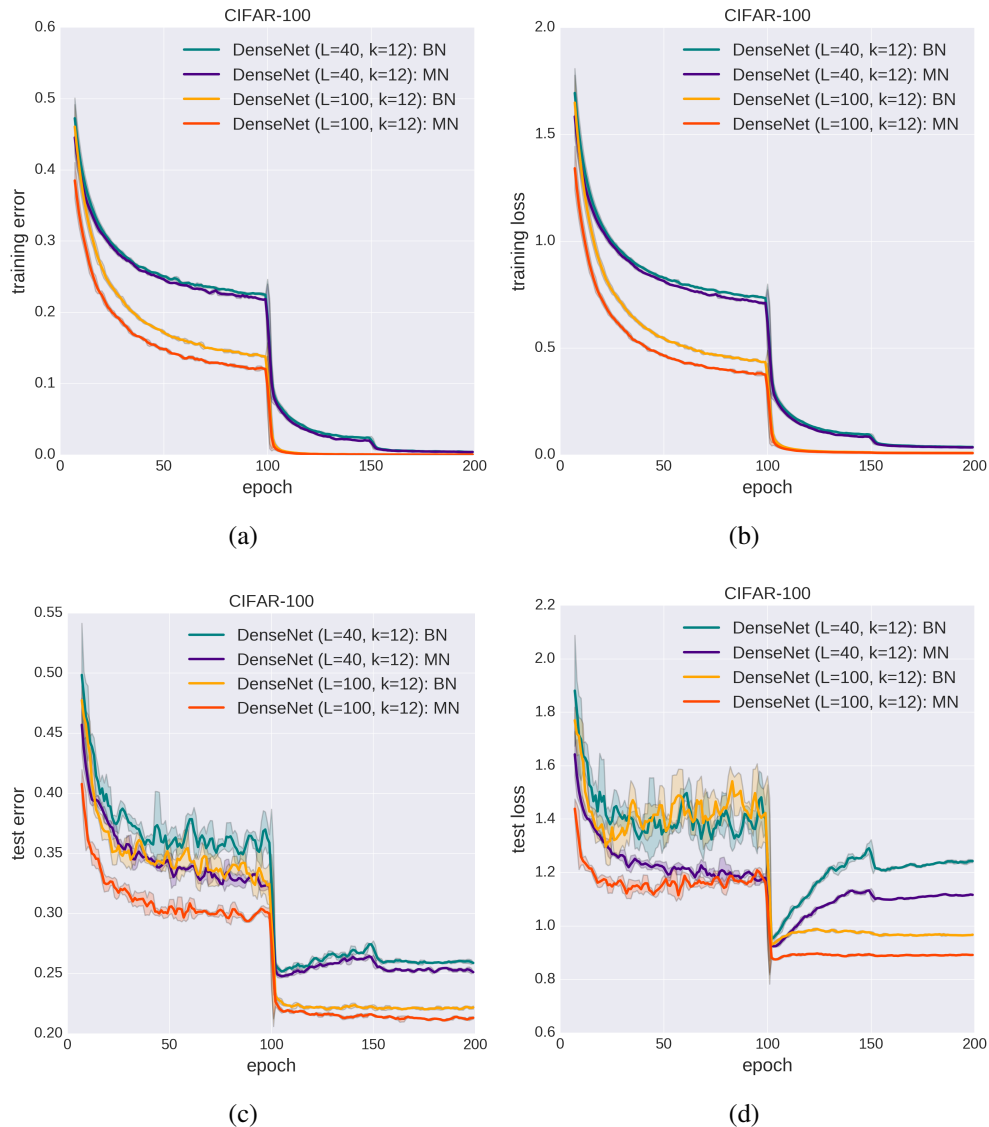 CIFAR-100
0.6
0.5
0.4
0.3
0.2
0.1
0.0
training error
DenseNet (L=40, k=12): BN
DenseNet (L=40, k=12): MN
DenseNet (L=100, k=12): BN
DenseNet (L=100, k=12): MN
0 50 100 150 200
epoch
(a)
CIFAR-100
2.0
1.5
1.0
0.5
0.0
training loss
DenseNet (L=40, k=12): BN
DenseNet (L=40, k=12): MN
DenseNet (L=100, k=12): BN
DenseNet (L=100, k=12): MN
0 50 100 150 200
epoch
(b)
CIFAR-100
0.55
0.50
0.45
0.40
0.35
0.30
0.25
0.20
test error
DenseNet (L=40, k=12): BN
DenseNet (L=40, k=12): MN
DenseNet (L=100, k=12): BN
DenseNet (L=100, k=12): MN
0 50 100 150 200
epoch
(c)
CIFAR-100
2.2
2.0
1.8
1.6
1.4
1.2
1.0
0.8
0.6
test loss
DenseNet (L=40, k=12): BN
DenseNet (L=40, k=12): MN
DenseNet (L=100, k=12): BN
DenseNet (L=100, k=12): MN
0 50 100 150 200
epoch
(d)